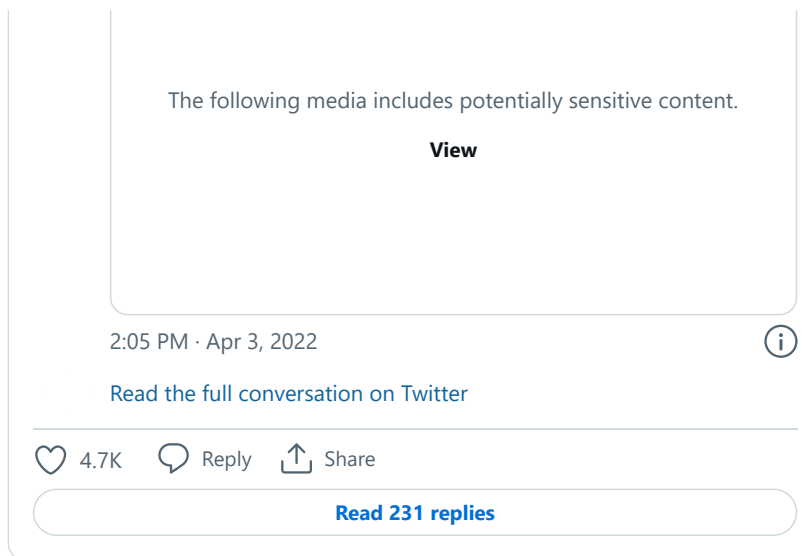 The following media includes potentially sensitive content.
View
2:05 PM · Apr 3, 2022
Read the full conversation on Twitter
4.7K Reply Share
Read 231 replies